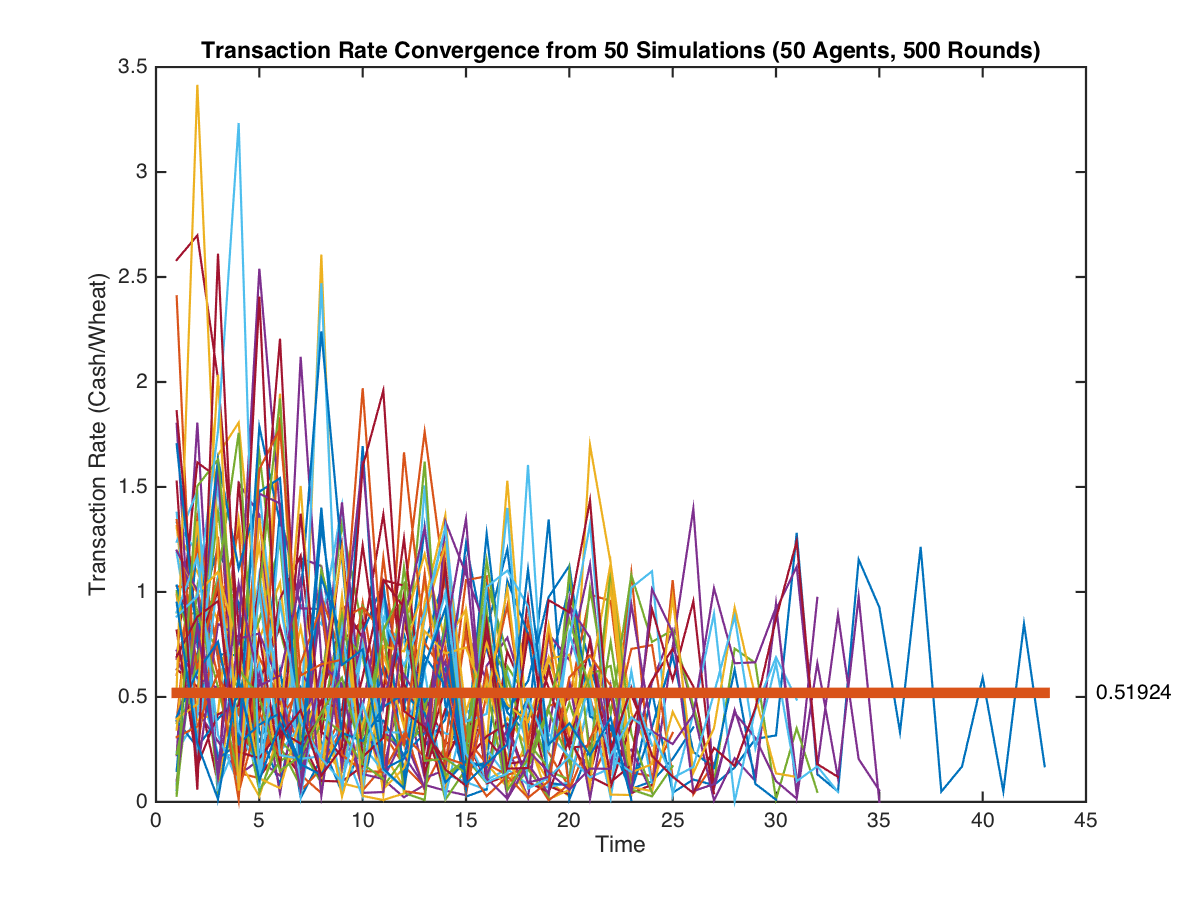 Transaction Rate Convergence from 50 Simulations (50 Agents, 500 Rounds)
3.5
3
2.5
2
1.5
1
0.5
0
Transaction Rate (Cash/Wheat)
0.51924
0 5 10 15 20 25 30 35 40 45
Time